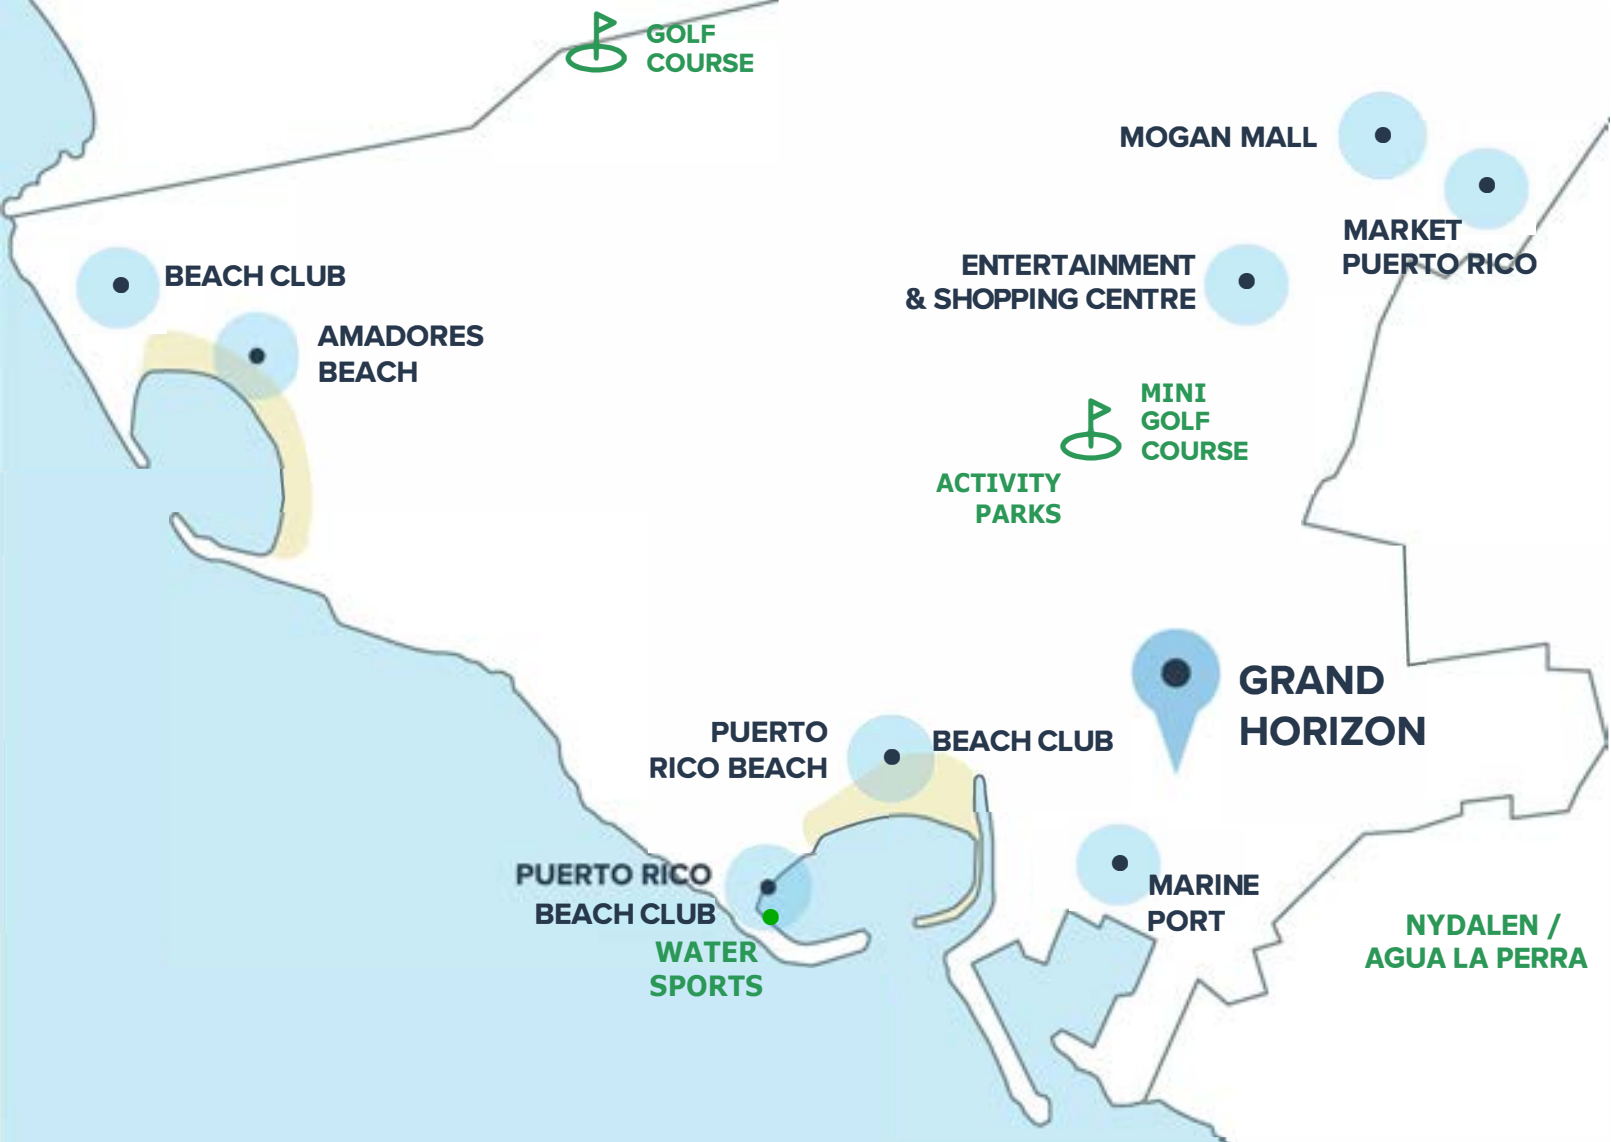 GOLF
COURSE
MOGAN MALL
MARKET
PUERTO RICO
ENTERTAINMENT
& SHOPPING CENTRE
BEACH CLUB
AMADORES
BEACH
MINI
GOLF
COURSE
ACTIVITY
PARKS
GRAND
HORIZON
PUERTO
RICO BEACH
BEACH CLUB
PUERTO RICO
BEACH CLUB
WATER
SPORTS
MARINE
PORT
NYDALEN /
AGUA LA PERRA